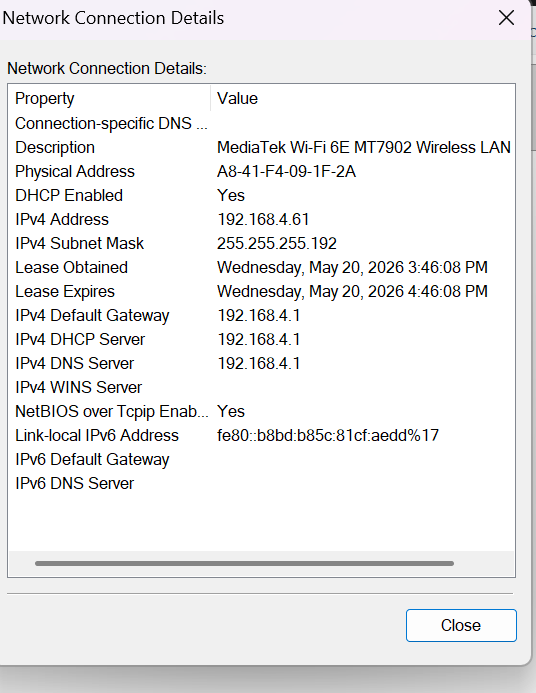 Network Connection Details
Network Connection Details:
Property Value
Connection-specific DNS ...
Description MediaTek Wi-Fi 6E MT7902 Wireless LAN
Physical Address A8-41-F4-09-1F-2A
DHCP Enabled Yes
IPv4 Address 192.168.4.61
IPv4 Subnet Mask 255.255.255.192
Lease Obtained Wednesday, May 20, 2026 3:46:08 PM
Lease Expires Wednesday, May 20, 2026 4:46:08 PM
IPv4 Default Gateway 192.168.4.1
IPv4 DHCP Server 192.168.4.1
IPv4 DNS Server 192.168.4.1
IPv4 WINS Server
NetBIOS over Tcpip Enab... Yes
Link-local IPv6 Address fe80::b8bd:b85c:81cf:aedd%17
IPv6 Default Gateway
IPv6 DNS Server
Close